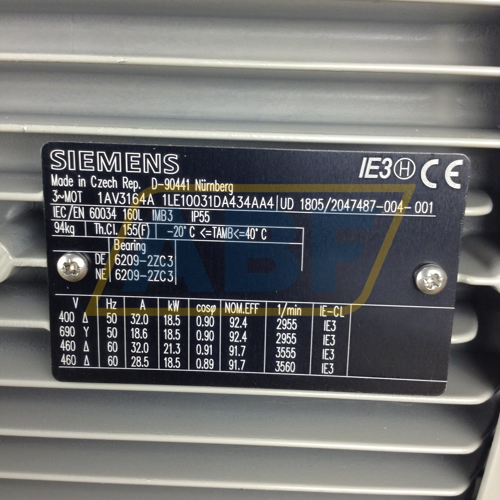 SIEMENS IE3 H CE
Made in Czech Rep. D-90441 Nürnberg
3~MOT 1AV3164A 1LE10031DA434AA4 UD 1805/2047487-004-001
IEC/EN 60034 160L IMB3 IP55
94kg Th.Cl. 155(F) -20°C <=TAMB<=40°C
Bearing
DE 6209-2ZC3
NE 6209-2ZC3
V Hz A kW cosφ NOM.EFF 1/min IE-CL
400 Δ 50 32.0 18.5 0.90 92.4 2955 IE3
690 Y 50 18.6 18.5 0.90 92.4 2955 IE3
460 Δ 60 32.0 21.3 0.91 91.7 3555 IE3
460 Δ 60 28.5 18.5 0.89 91.7 3560 IE3
ABF